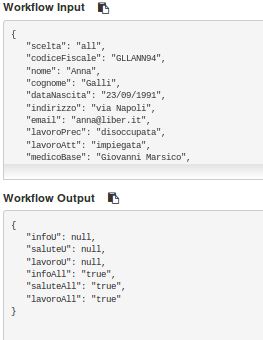 Workflow Input
{
"scelta": "all",
"codiceFiscale": "GLLANN94",
"nome": "Anna",
"cognome": "Galli",
"dataNascita": "23/09/1991",
"indirizzo": "via Napoli",
"email": "anna@liber.it",
"lavoroPrec": "disoccupata",
"lavoroAtt": "impiegata",
"medicoBase": "Giovanni Marsico",
Workflow Output
{
"infoU": null,
"saluteU": null,
"lavoroU": null,
"infoAll": "true",
"saluteAll": "true",
"lavoroAll": "true"
}